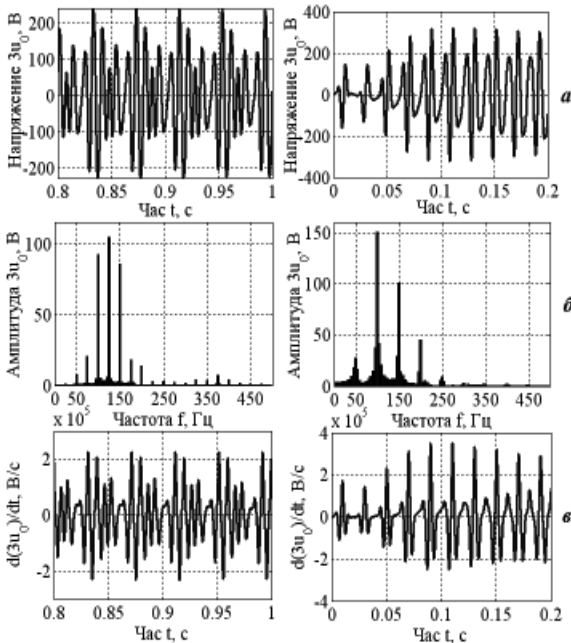 Напряжение 3u₀, В
200
100
0
-100
-200
0.8 0.85 0.9 0.95 1
Час t, с
Напряжение 3u₀, В
400
200
0
-200
-400
0 0.05 0.1 0.15 0.2
Час t, с
а
Амплитуда 3u₀, В
100
50
0
0 50 150 250 350 450
Частота f, Гц
Амплитуда 3u₀, В
150
100
50
0
0 50 150 250 350 450
Частота f, Гц
б
x 10⁵
d(3u₀)/dt, В/с
2
0
-2
0.8 0.85 0.9 0.95 1
Час t, с
x 10⁵
d(3u₀)/dt, В/с
4
2
0
-2
-4
0 0.05 0.1 0.15 0.2
Час t, с
в